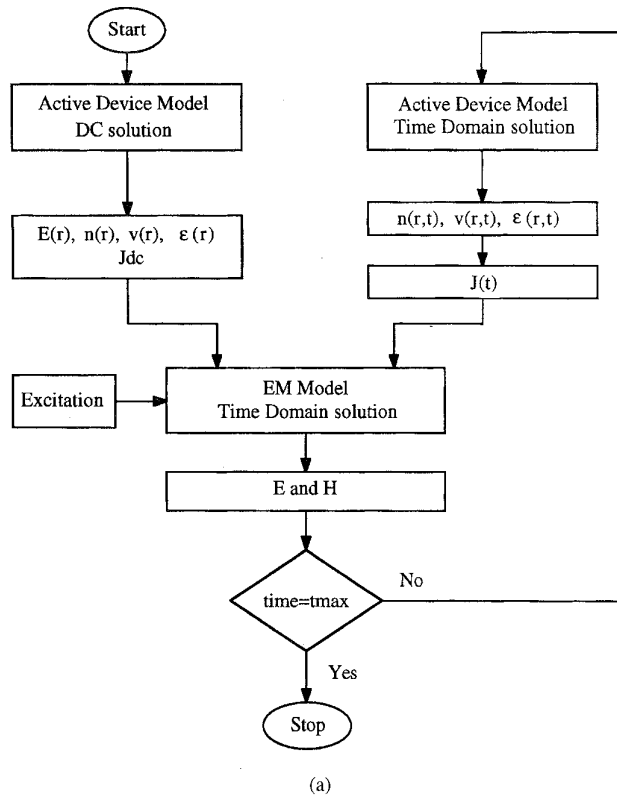 Start
Active Device Model
DC solution
E(r), n(r), v(r), ε(r)
Jdc
Active Device Model
Time Domain solution
n(r,t), v(r,t), ε(r,t)
J(t)
Excitation
EM Model
Time Domain solution
E and H
time=tmax
No
Yes
Stop
(a)